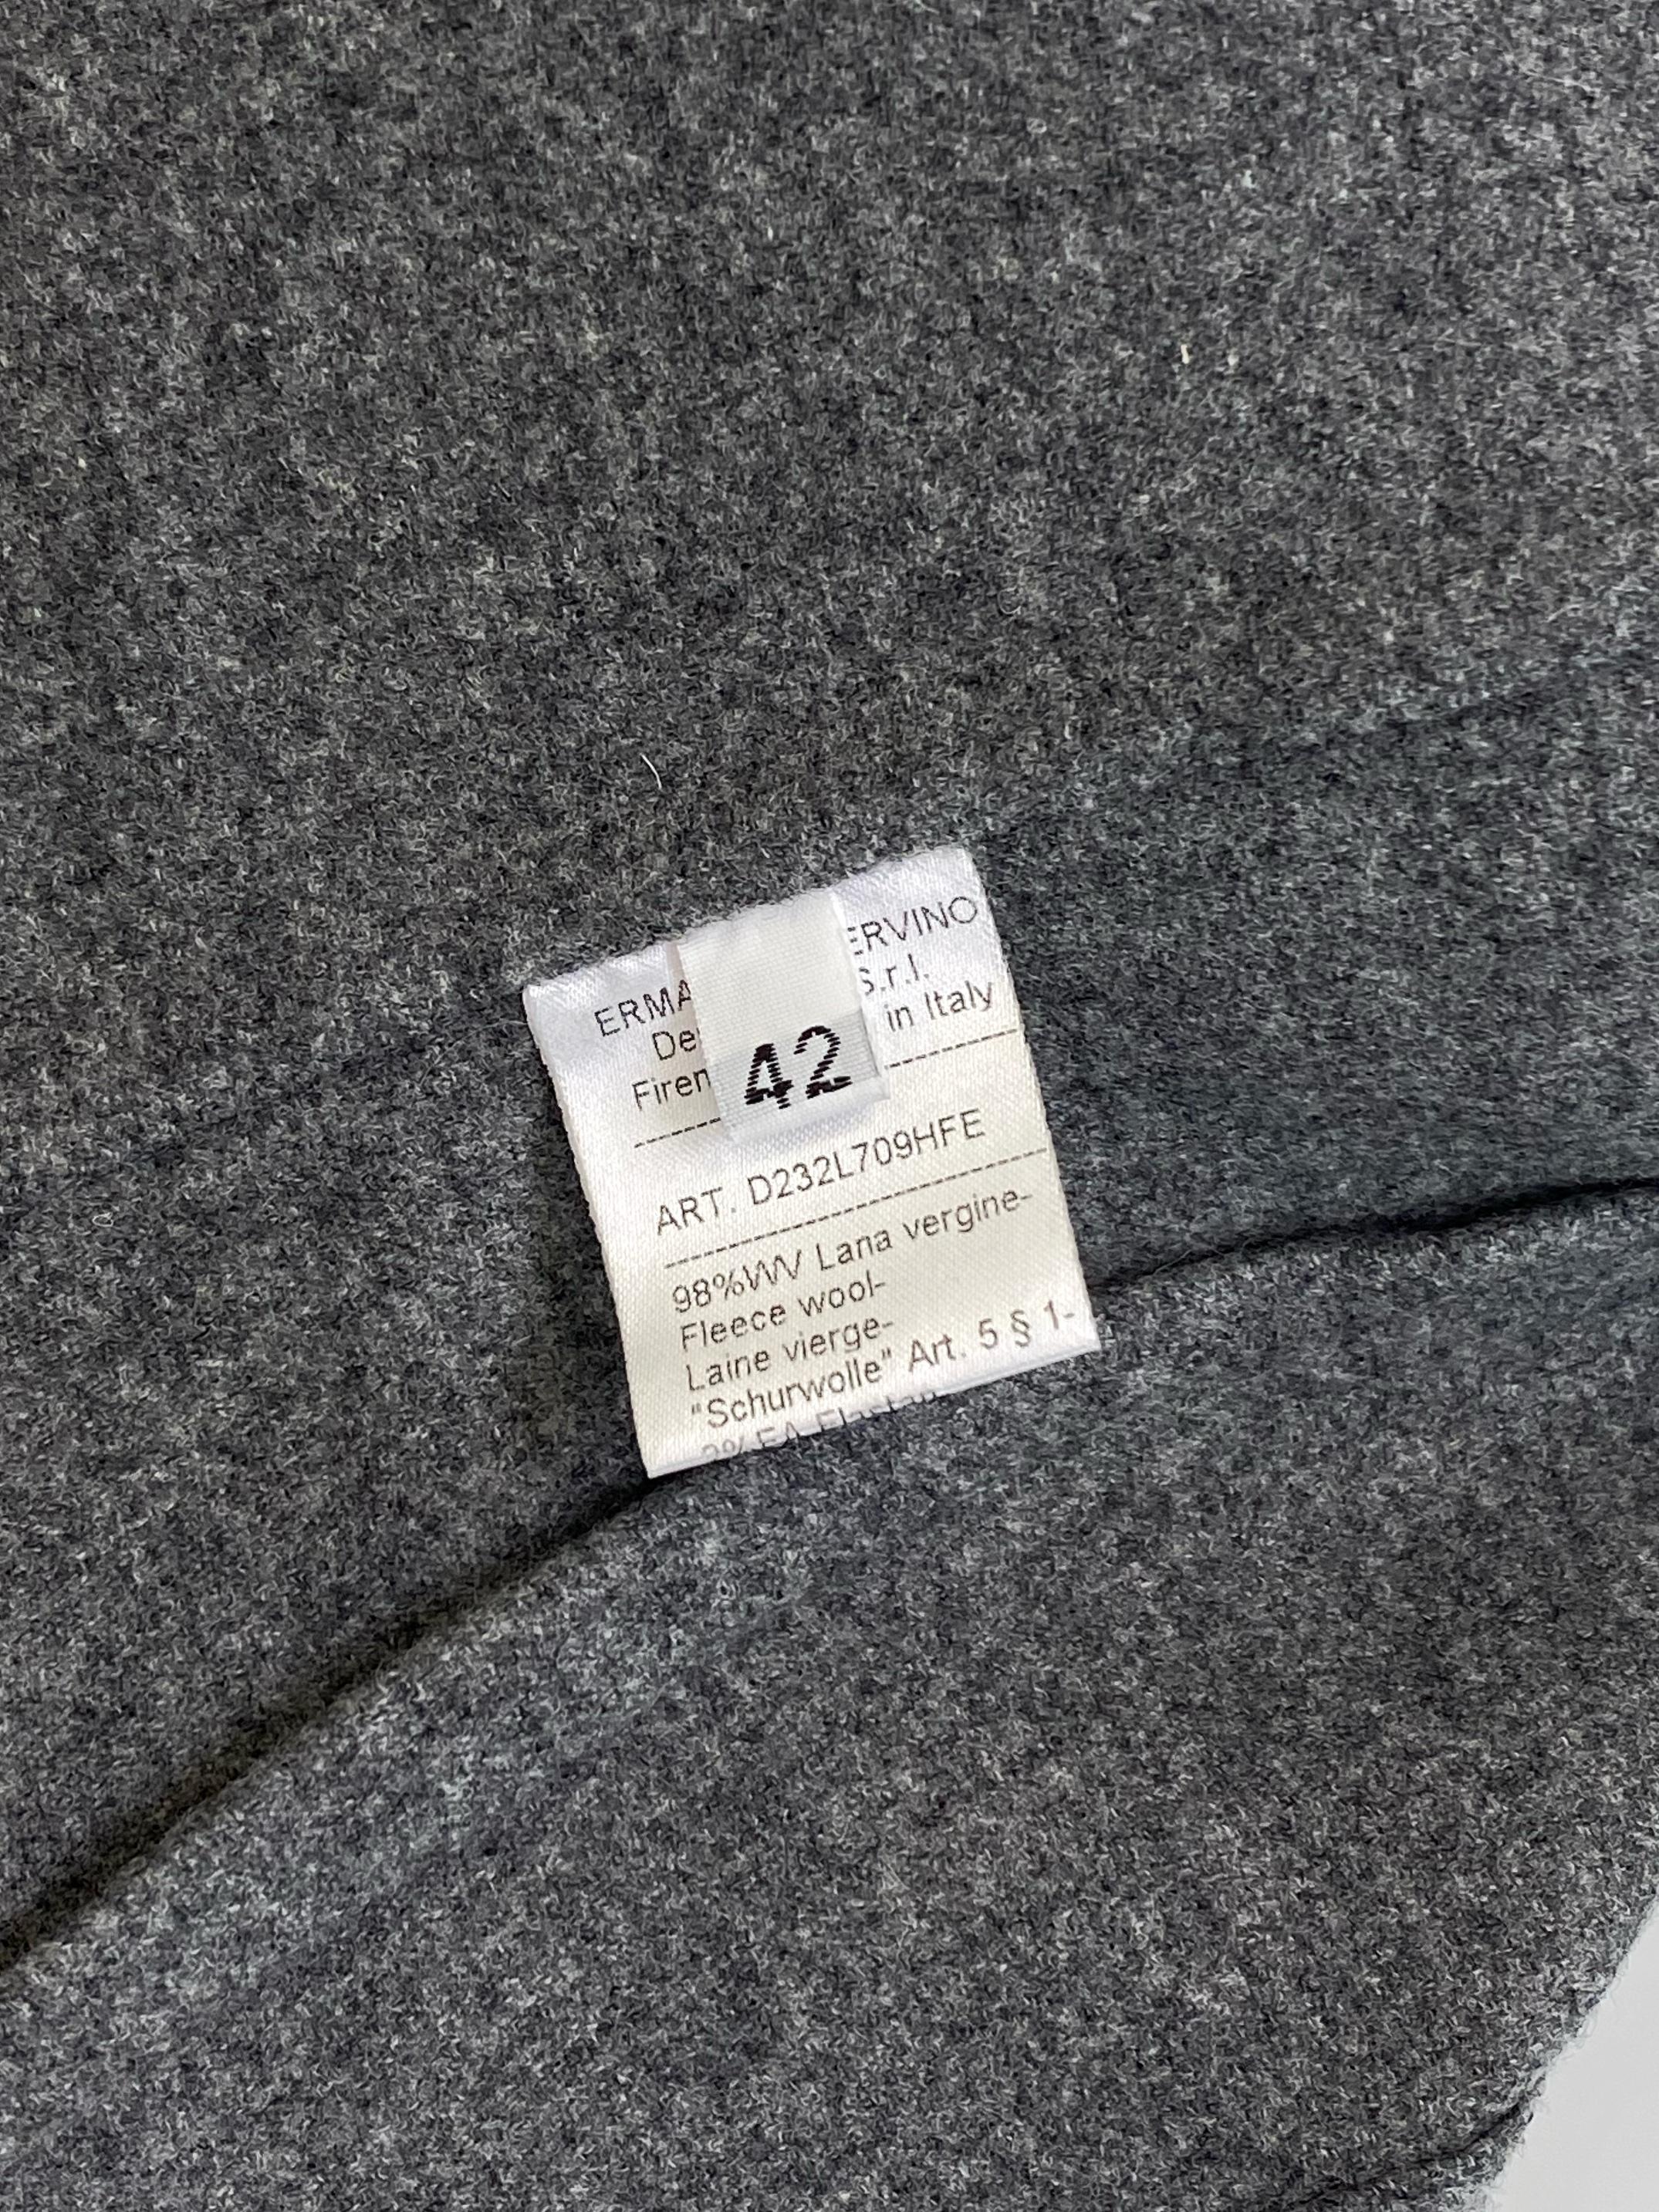 ERMA ERVINO
De S.r.l.
Firen in Italy
42
ART. D232L709HFE
98%WV Lana vergine-
Fleece wool-
Laine vierge-
"Schurwolle" Art. 5 § 1-